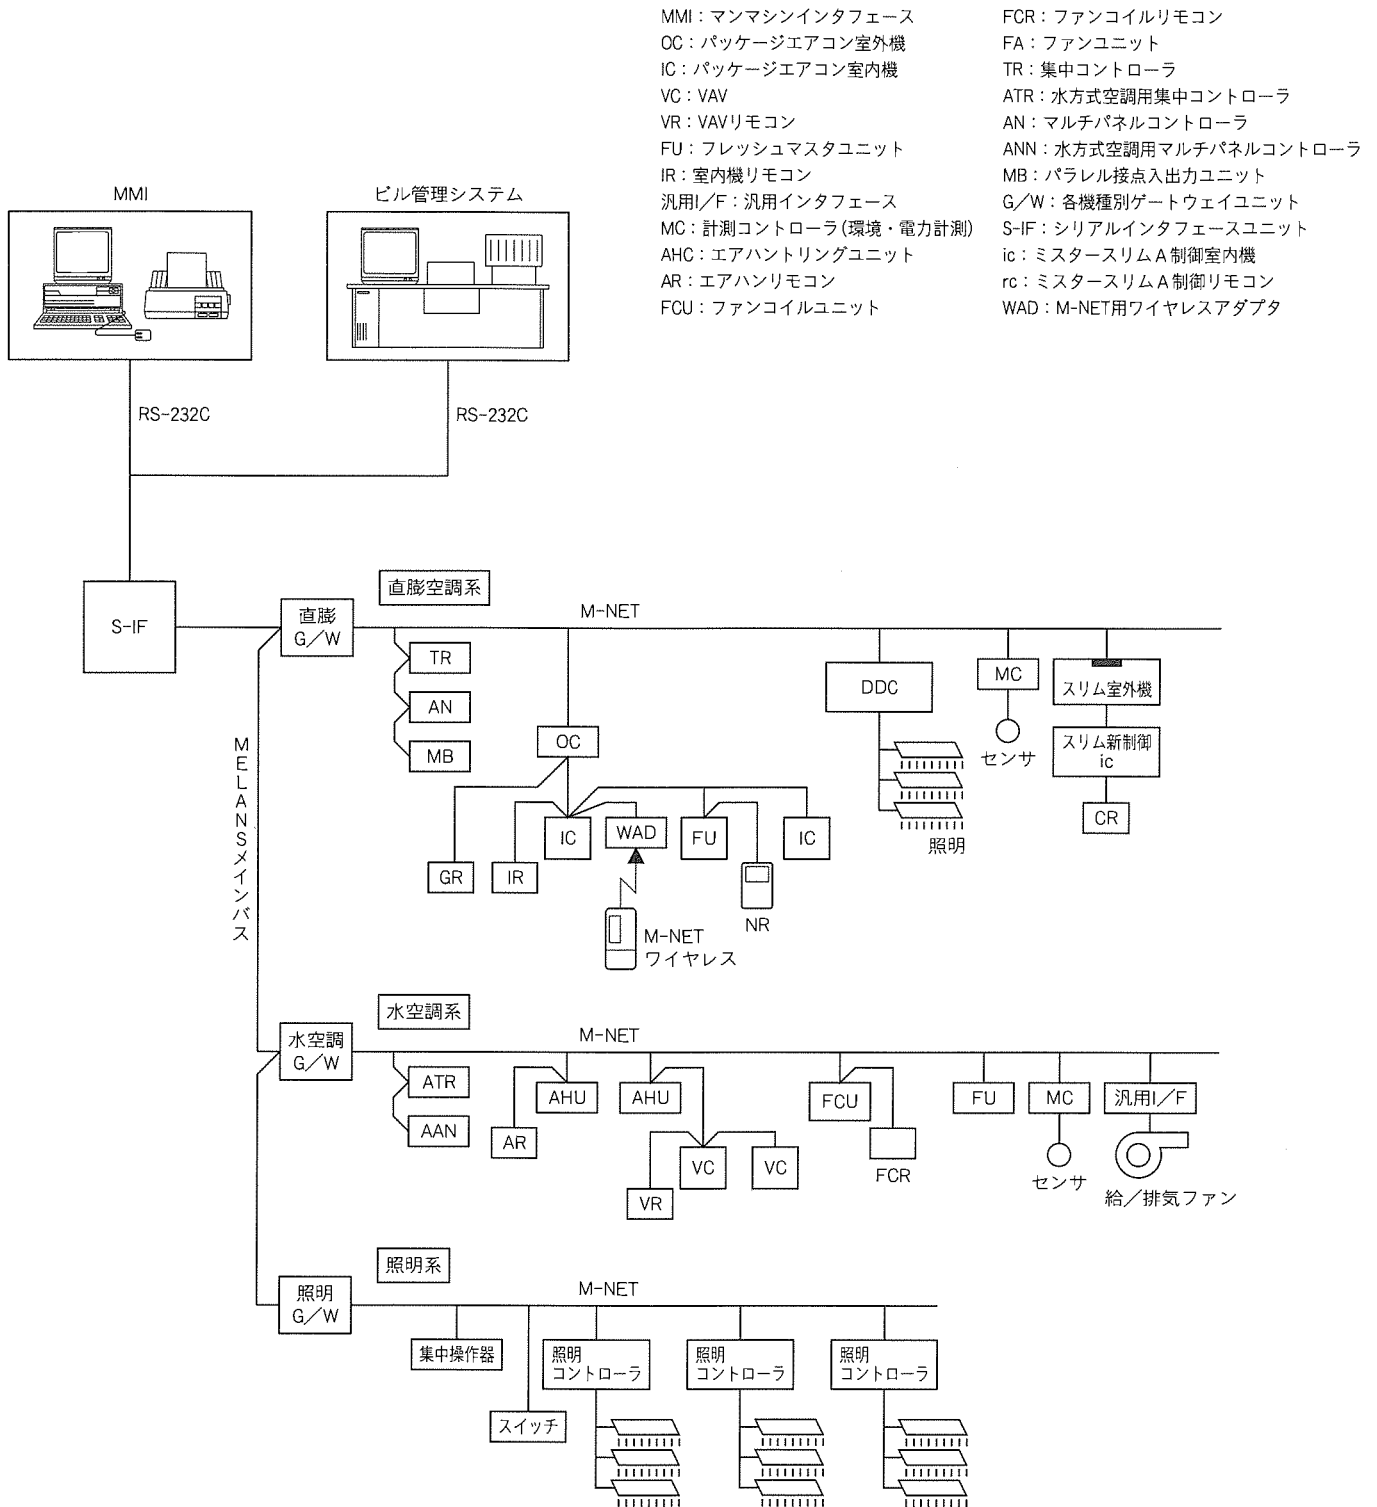 MMI：マンマシンインタフェース
OC：パッケージエアコン室外機
IC：パッケージエアコン室内機
VC：VAV
VR：VAVリモコン
FU：フレッシュマスタユニット
IR：室内機リモコン
汎用I／F：汎用インタフェース
MC：計測コントローラ(環境・電力計測)
AHC：エアハントリングユニット
AR：エアハンリモコン
FCU：ファンコイルユニット
FCR：ファンコイルリモコン
FA：ファンユニット
TR：集中コントローラ
ATR：水方式空調用集中コントローラ
AN：マルチパネルコントローラ
ANN：水方式空調用マルチパネルコントローラ
MB：パラレル接点入出力ユニット
G／W：各機種別ゲートウェイユニット
S-IF：シリアルインタフェースユニット
ic：ミスタースリムA制御室内機
rc：ミスタースリムA制御リモコン
WAD：M-NET用ワイヤレスアダプタ
MMI
ビル管理システム
RS-232C
RS-232C
S-IF
直膨
G／W
直膨空調系
M-NET
TR
AN
MB
OC
GR
IR
IC
WAD
FU
IC
NR
M-NET
ワイヤレス
DDC
照明
MC
センサ
スリム室外機
スリム新制御
ic
CR
MELANSメインバス
水空調
G／W
水空調系
M-NET
ATR
AAN
AHU
AR
AHU
VR
VC
VC
FCU
FCR
FU
MC
センサ
汎用I／F
給／排気ファン
照明
G／W
照明系
M-NET
集中操作器
スイッチ
照明
コントローラ
照明
コントローラ
照明
コントローラ